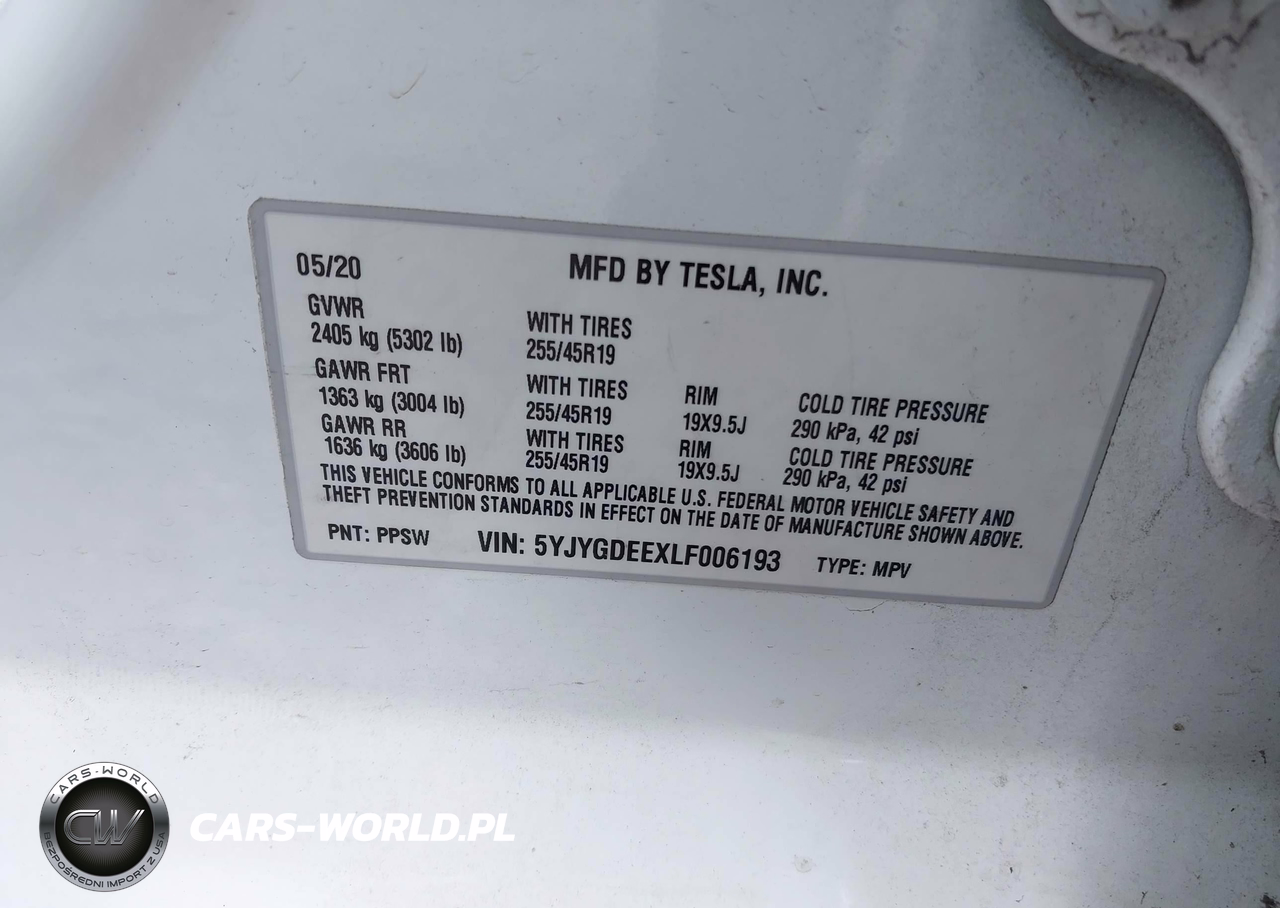 05/20 MFD BY TESLA, INC.
GVWR
2405 kg (5302 lb) WITH TIRES
255/45R19
GAWR FRT
1363 kg (3004 lb) WITH TIRES RIM COLD TIRE PRESSURE
255/45R19 19X9.5J 290 kPa, 42 psi
GAWR RR
1636 kg (3606 lb) WITH TIRES RIM COLD TIRE PRESSURE
255/45R19 19X9.5J 290 kPa, 42 psi
THIS VEHICLE CONFORMS TO ALL APPLICABLE U.S. FEDERAL MOTOR VEHICLE SAFETY AND
THEFT PREVENTION STANDARDS IN EFFECT ON THE DATE OF MANUFACTURE SHOWN ABOVE.
PNT: PPSW VIN: 5YJYGDEEXLF006193 TYPE: MPV
CARS-WORLD
CW
BEZPOŚREDNI IMPORT Z USA
CARS-WORLD.PL